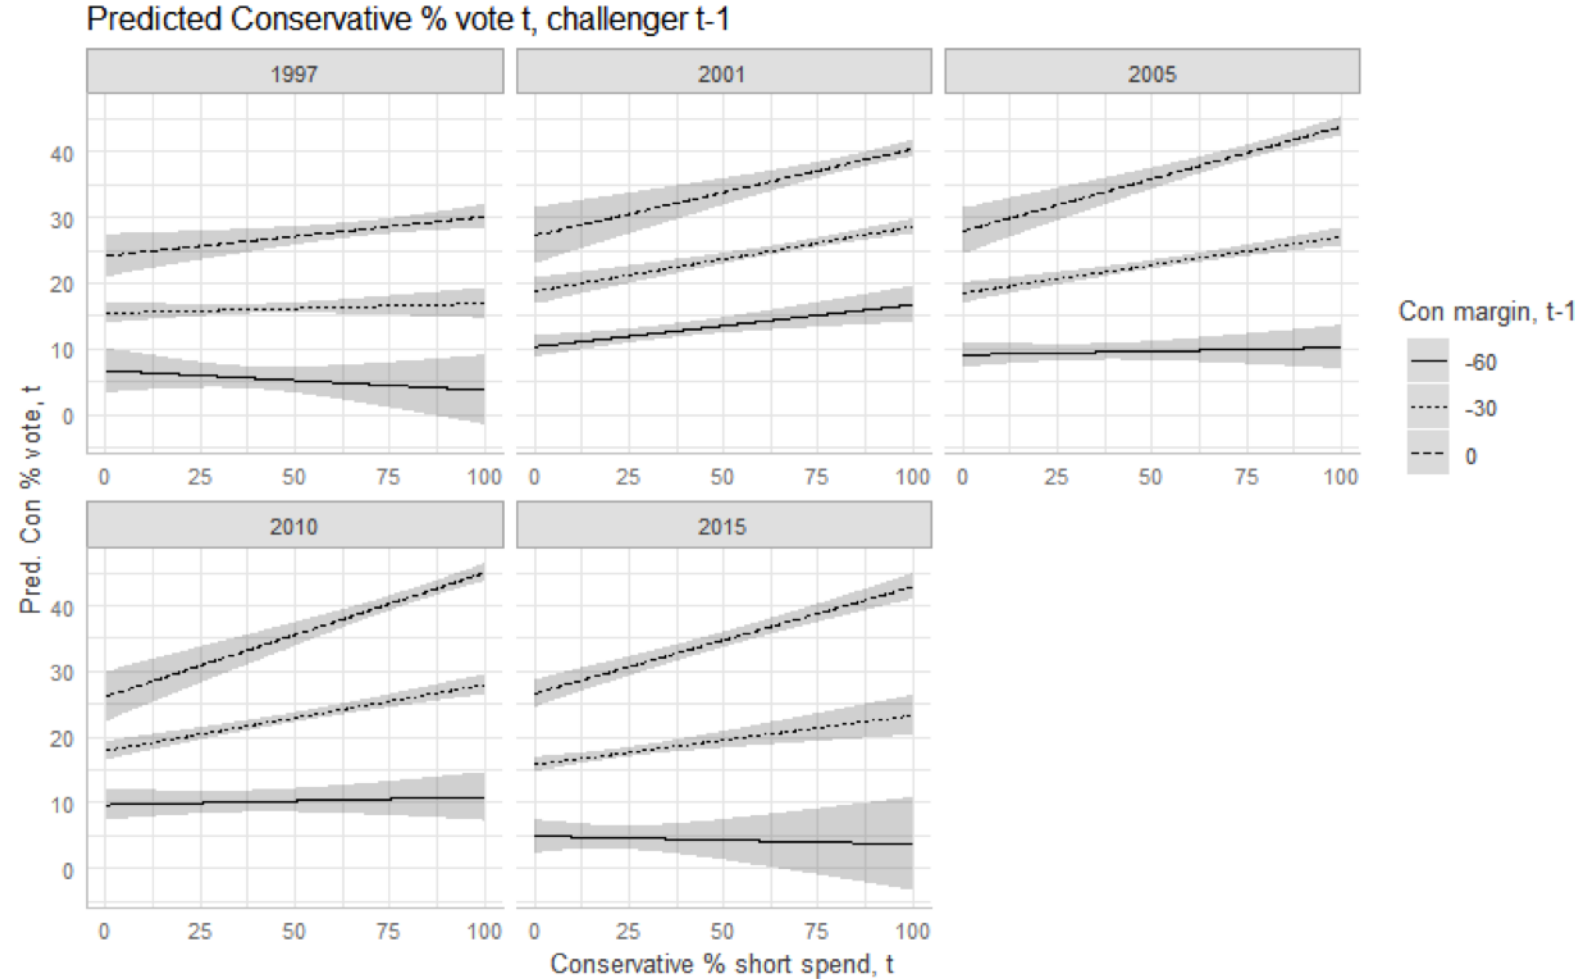 Predicted Conservative % vote t, challenger t-1
1997
2001
2005
40
30
20
10
0
0 25 50 75 100
0 25 50 75 100
0 25 50 75 100
Con margin, t-1
-60
-30
0
Pred. Con % vote, t
2010
2015
40
30
20
10
0
0 25 50 75 100
0 25 50 75 100
Conservative % short spend, t